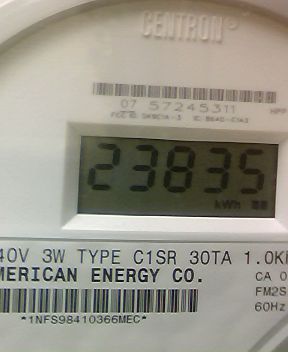 CENTRON®
07 57245311
23835
kWh
40V 3W TYPE C1SR 30TA 1.0K
MERICAN ENERGY CO.
CA 0
FM2S
60Hz
*1NFS98410366MEC*